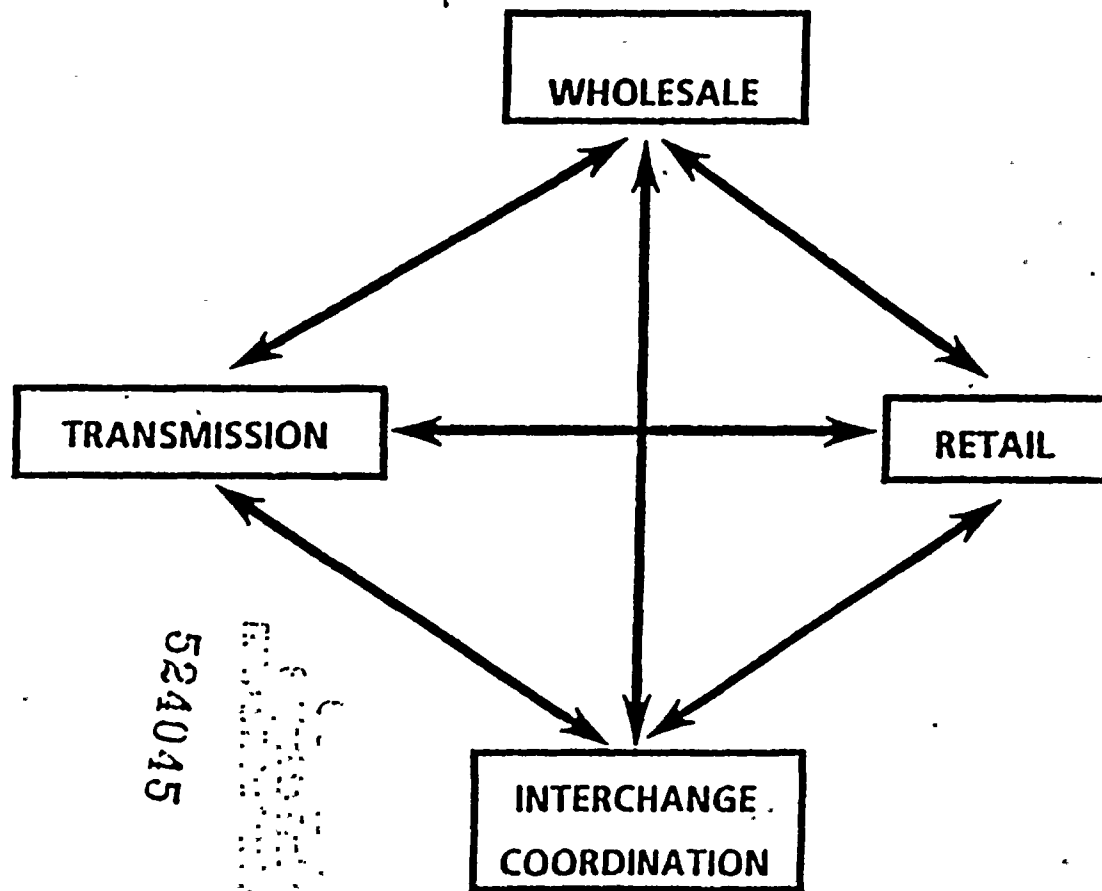 WHOLESALE
TRANSMISSION
RETAIL
INTERCHANGE
COORDINATION
524045